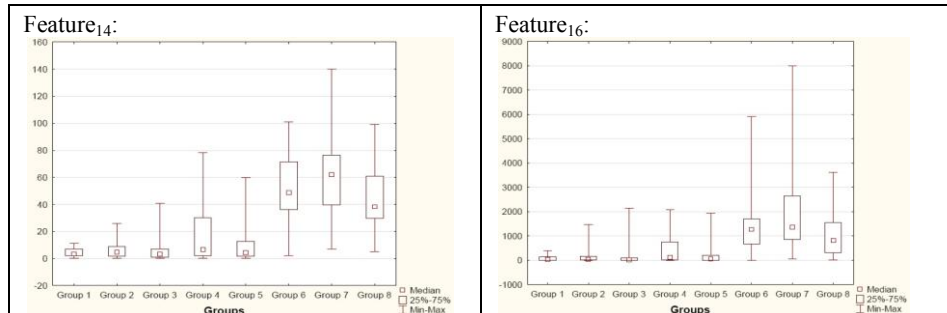 Feature14:
160
140
120
100
80
60
40
20
0
-20
Group 1 Group 2 Group 3 Group 4 Group 5 Group 6 Group 7 Group 8
Groups
Median
25%-75%
Min-Max
Feature16:
9000
8000
7000
6000
5000
4000
3000
2000
1000
0
-1000
Group 1 Group 2 Group 3 Group 4 Group 5 Group 6 Group 7 Group 8
Groups
Median
25%-75%
Min-Max